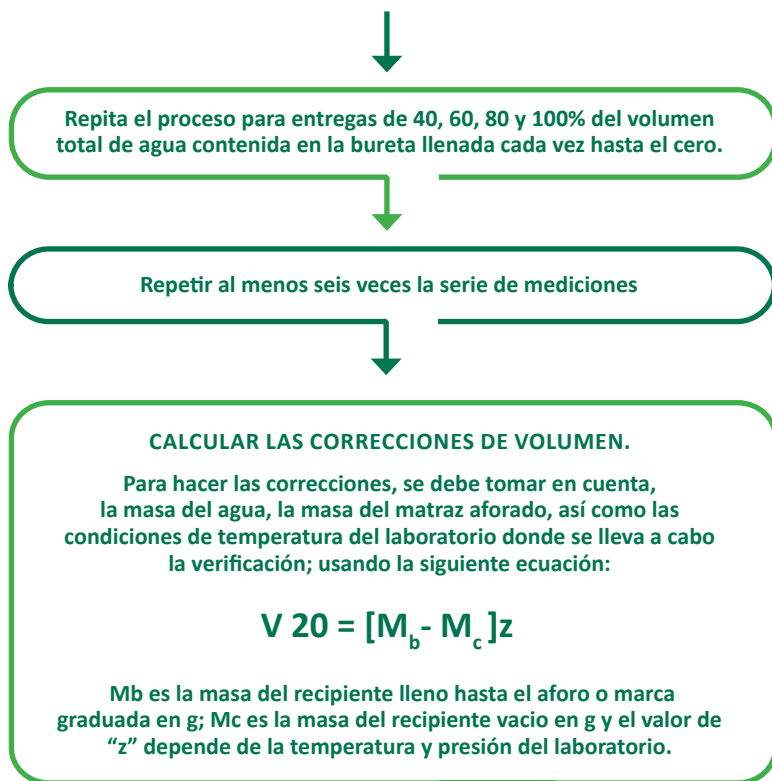 Repita el proceso para entregas de 40, 60, 80 y 100% del volumen
total de agua contenida en la bureta llenada cada vez hasta el cero.
Repetir al menos seis veces la serie de mediciones
CALCULAR LAS CORRECCIONES DE VOLUMEN.
Para hacer las correcciones, se debe tomar en cuenta,
la masa del agua, la masa del matraz aforado, así como las
condiciones de temperatura del laboratorio donde se lleva a cabo
la verificación; usando la siguiente ecuación:
V 20 = [M_b- M_c ]z
Mb es la masa del recipiente lleno hasta el aforo o marca
graduada en g; Mc es la masa del recipiente vacio en g y el valor de
“z” depende de la temperatura y presión del laboratorio.